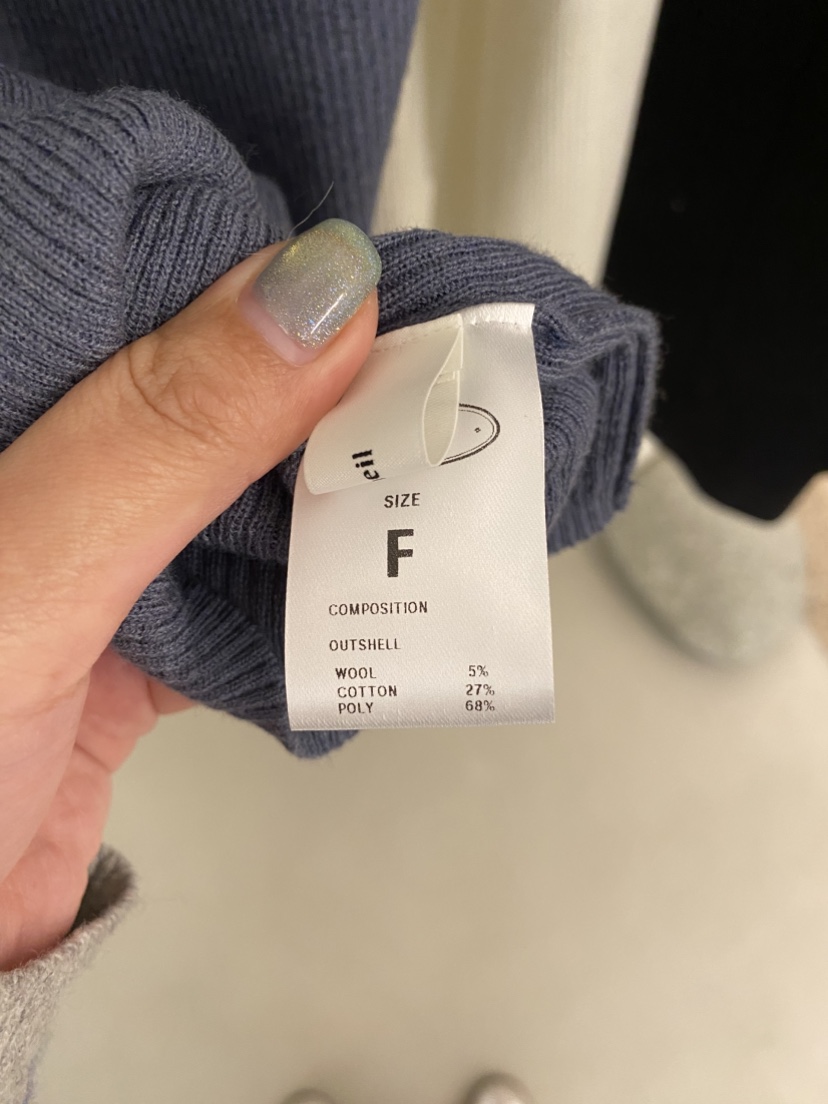 SIZE
F
COMPOSITION
OUTSHELL
WOOL 5%
COTTON 27%
POLY 68%